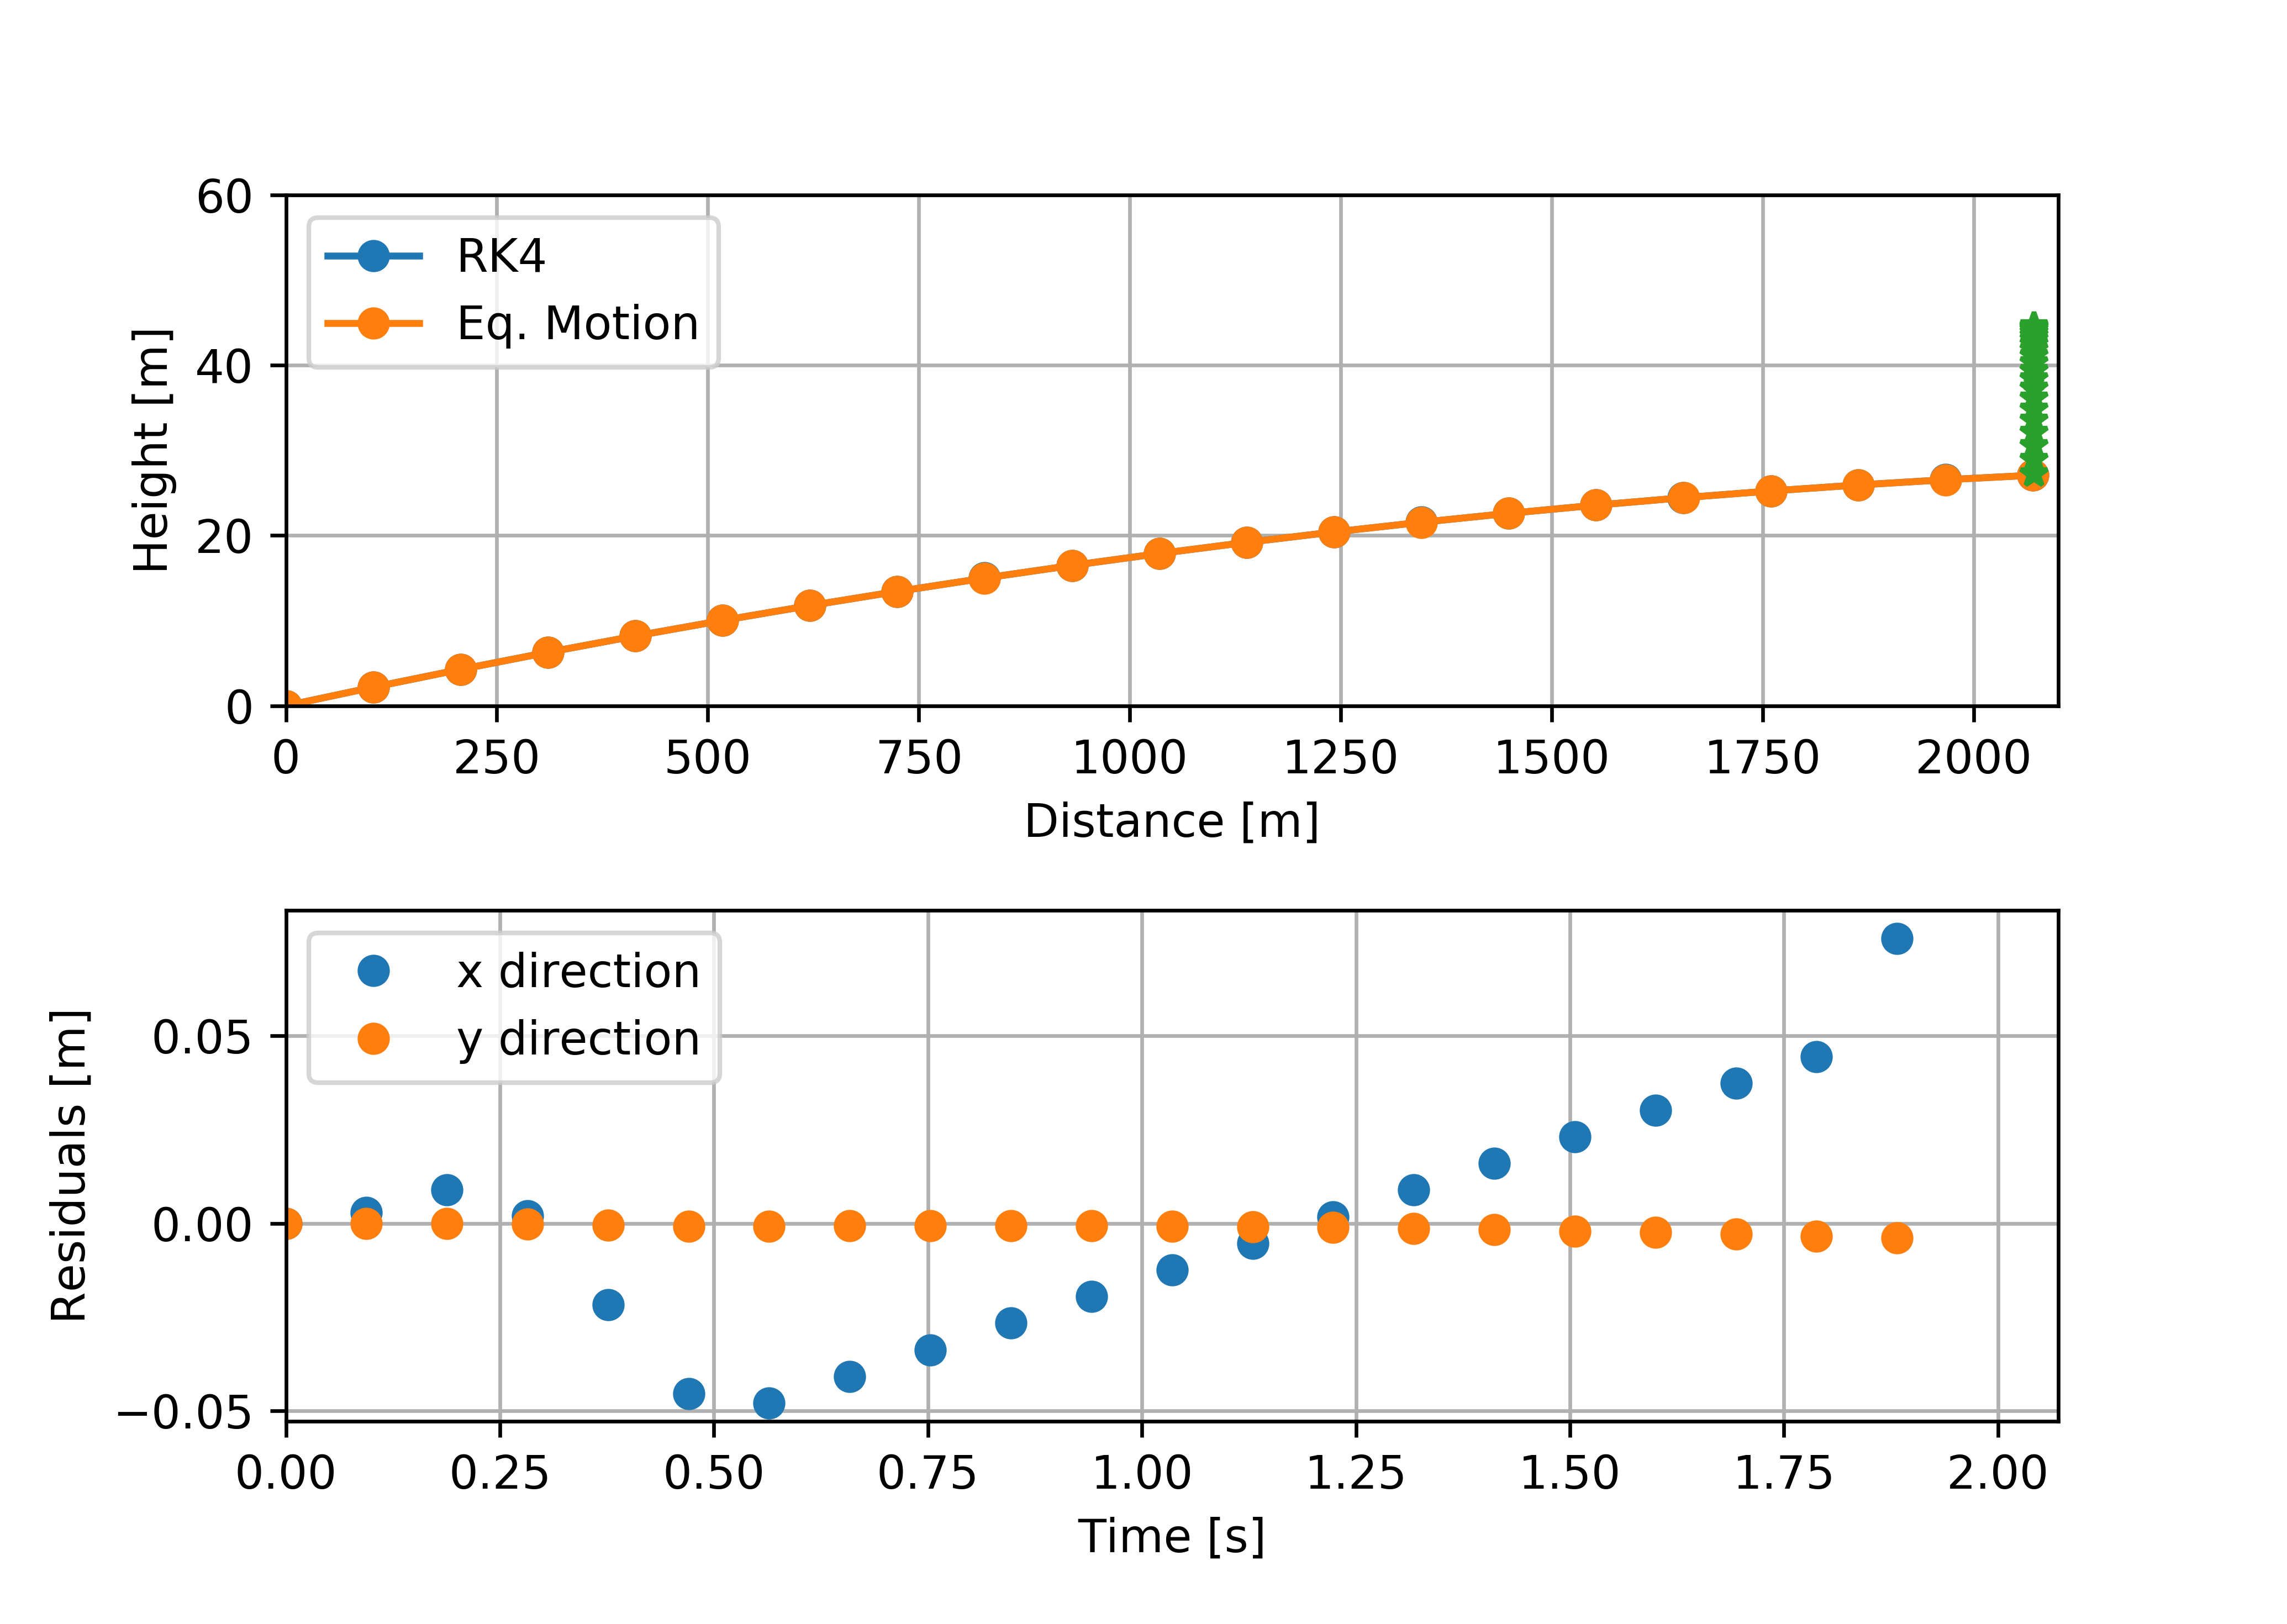 60
40
20
0
Height [m]
RK4
Eq. Motion
0 250 500 750 1000 1250 1500 1750 2000
Distance [m]
0.05
0.00
−0.05
Residuals [m]
x direction
y direction
0.00 0.25 0.50 0.75 1.00 1.25 1.50 1.75 2.00
Time [s]